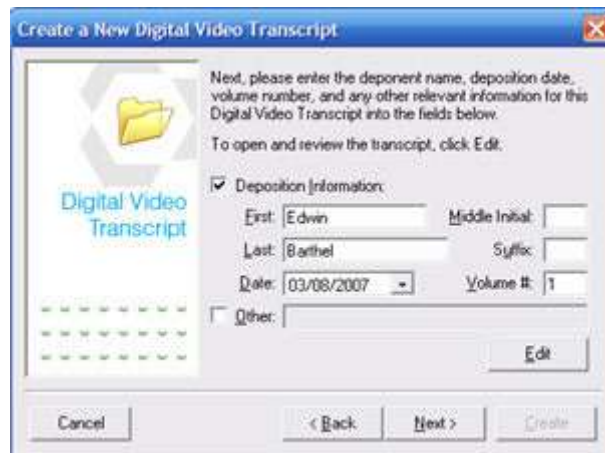 Create a New Digital Video Transcript
Next, please enter the deponent name, deposition date,
volume number, and any other relevant information for this
Digital Video Transcript into the fields below.
To open and review the transcript, click Edit.
Digital Video
Transcript
Deposition Information:
First: Edwin Middle Initial:
Last: Barthel Suffix:
Date: 03/08/2007 Volume #: 1
Other:
Edit
Cancel < Back Next > Create